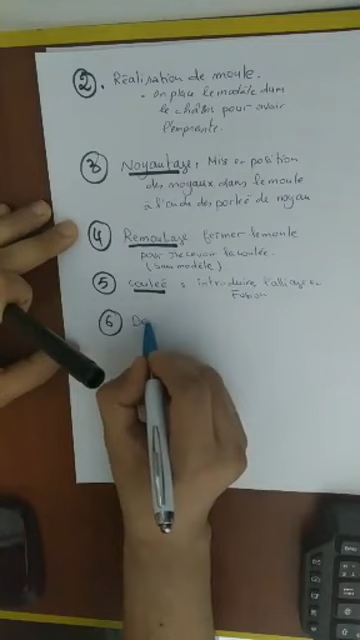 ② . Réalisation de moule.
. on place le modèle dans
le châssis pour avoir
l'empreinte.
③ Noyautage, Mise en position
des noyaux dans le moule
à l'aide des portée de noyau
④ Remoulage fermer le moule
pour recevoir la coulée.
(sans modèle)
⑤ coulée : introduire l'alliage en
Fusion
⑥ De